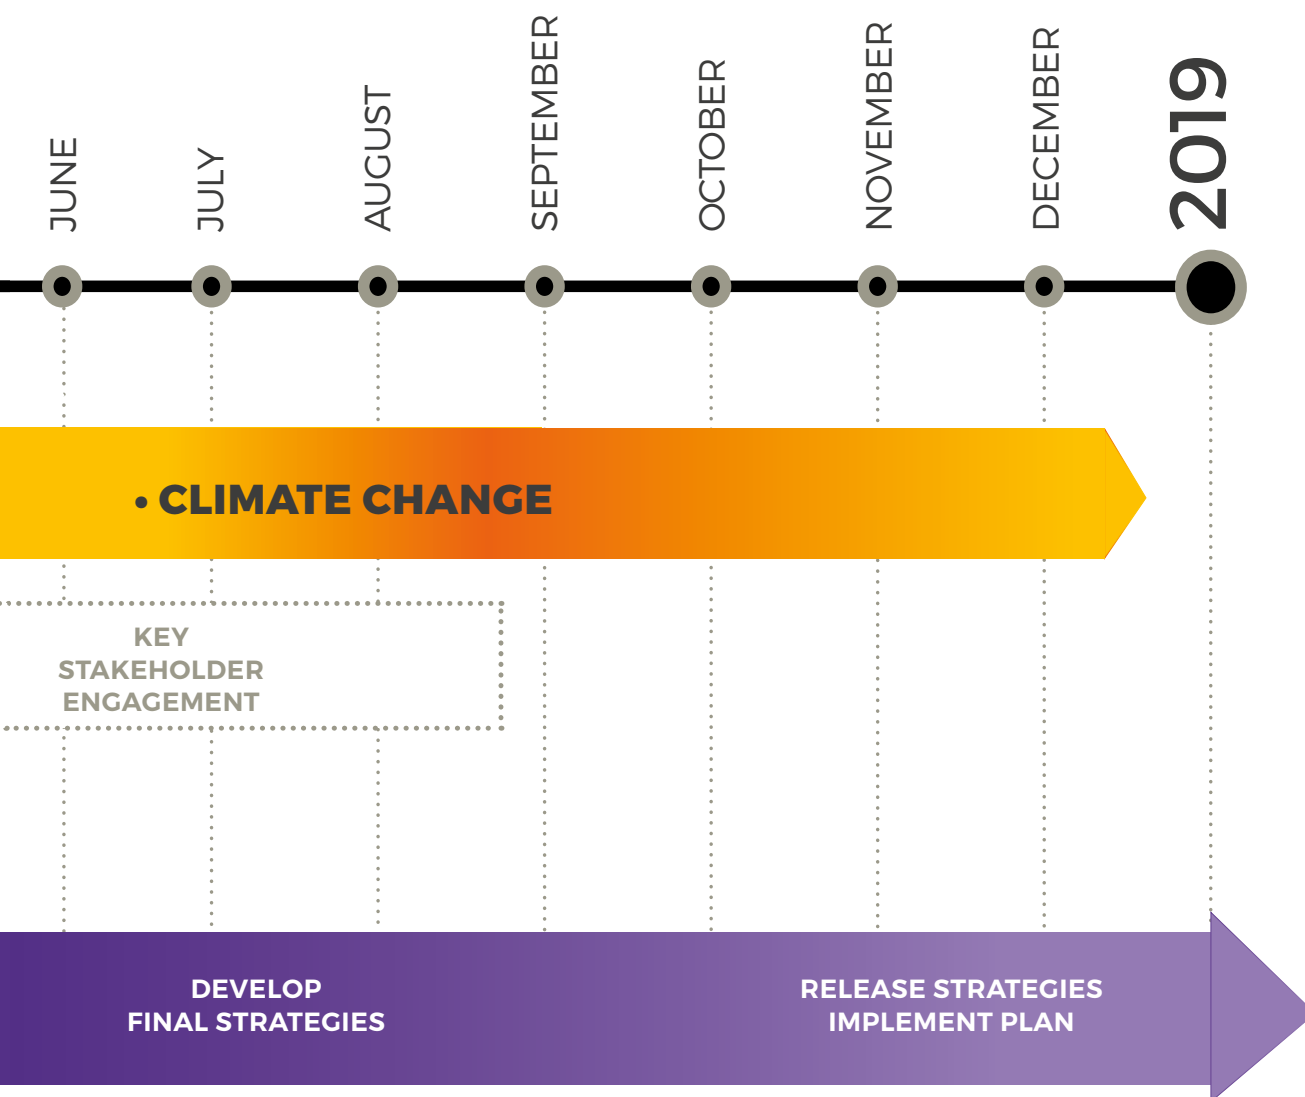 JUNE
JULY
AUGUST
SEPTEMBER
OCTOBER
NOVEMBER
DECEMBER
2019
• CLIMATE CHANGE
KEY
STAKEHOLDER
ENGAGEMENT
DEVELOP
FINAL STRATEGIES
RELEASE STRATEGIES
IMPLEMENT PLAN